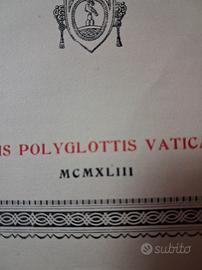 IS POLYGLOTTIS VATICA
MCMXLIII
subito